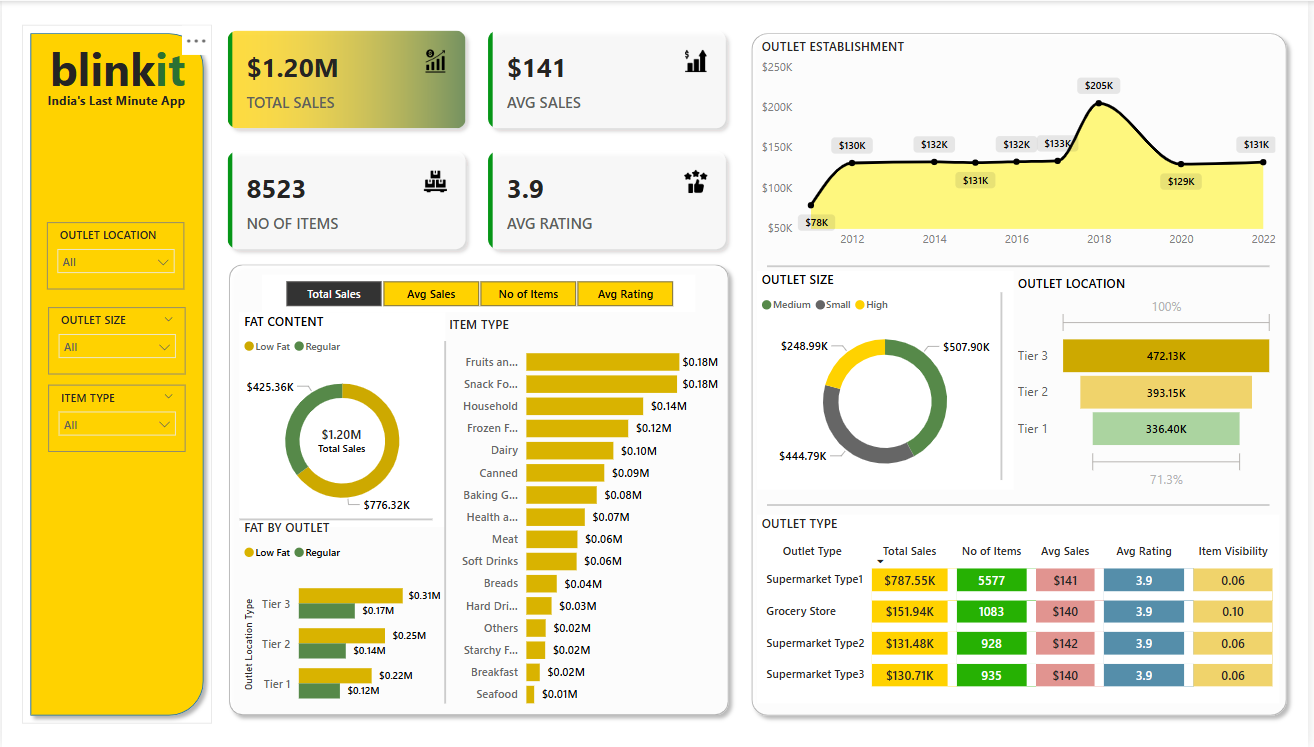 blinkit
India's Last Minute App
OUTLET LOCATION
All
OUTLET SIZE
All
ITEM TYPE
All
$1.20M
TOTAL SALES
$141
AVG SALES
8523
NO OF ITEMS
3.9
AVG RATING
Total Sales Avg Sales No of Items Avg Rating
FAT CONTENT
Low Fat Regular
$425.36K
$1.20M
Total Sales
$776.32K
FAT BY OUTLET
Low Fat Regular
Outlet Location Type
Tier 3 $0.31M
$0.17M
Tier 2 $0.25M
$0.14M
Tier 1 $0.22M
$0.12M
ITEM TYPE
Fruits an... $0.18M
Snack Fo... $0.18M
Household $0.14M
Frozen F... $0.12M
Dairy $0.10M
Canned $0.09M
Baking G... $0.08M
Health a... $0.07M
Meat $0.06M
Soft Drinks $0.06M
Breads $0.04M
Hard Dri... $0.03M
Others $0.02M
Starchy F... $0.02M
Breakfast $0.02M
Seafood $0.01M
OUTLET ESTABLISHMENT
$250K
$200K
$150K
$100K
$50K
$78K
$130K
$132K
$131K
$132K
$133K
$205K
$129K
$131K
2012 2014 2016 2018 2020 2022
OUTLET SIZE
Medium Small High
$248.99K
$507.90K
$444.79K
OUTLET LOCATION
100%
Tier 3 472.13K
Tier 2 393.15K
Tier 1 336.40K
71.3%
OUTLET TYPE
Outlet Type Total Sales No of Items Avg Sales Avg Rating Item Visibility
Supermarket Type1 $787.55K 5577 $141 3.9 0.06
Grocery Store $151.94K 1083 $140 3.9 0.10
Supermarket Type2 $131.48K 928 $142 3.9 0.06
Supermarket Type3 $130.71K 935 $140 3.9 0.06